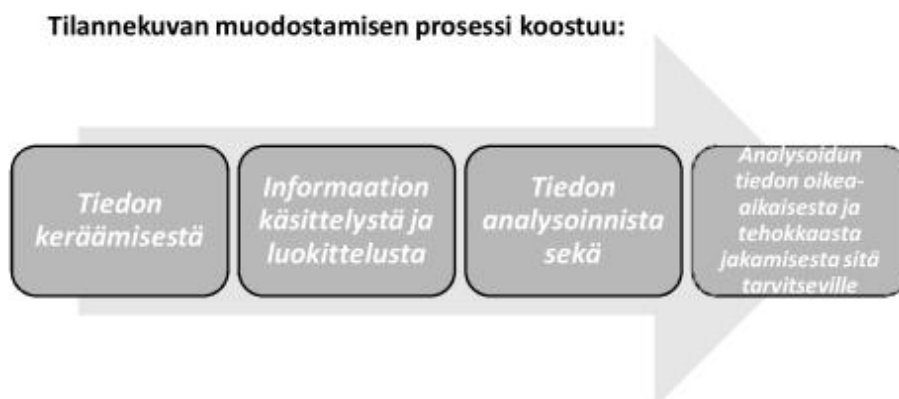 Tilannekuvan muodostamisen prosessi koostuu:
Tiedon
keräämisestä
Informaation
käsittelystä ja
luokittelusta
Tiedon
analysoinnista
sekä
Analysoidun
tiedon oikea-
aikaisesta ja
tehokkaasta
jakamisesta sitä
tarvitseville